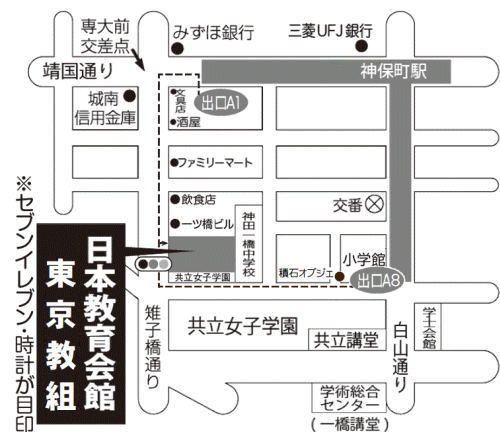 専大前
交差点
みずほ銀行
三菱UFJ銀行
靖国通り
神保町駅
城南
信用金庫
文具店
出口A1
酒屋
ファミリーマート
飲食店
一ツ橋ビル
神田一橋中学校
交番
※セブンイレブン・時計が目印
日本教育会館
東京教組
共立女子学園
積石オブジェ
小学館
出口A8
雉子橋通り
共立女子学園
共立講堂
白山通り
学士会館
学術総合
センター
(一橋講堂)